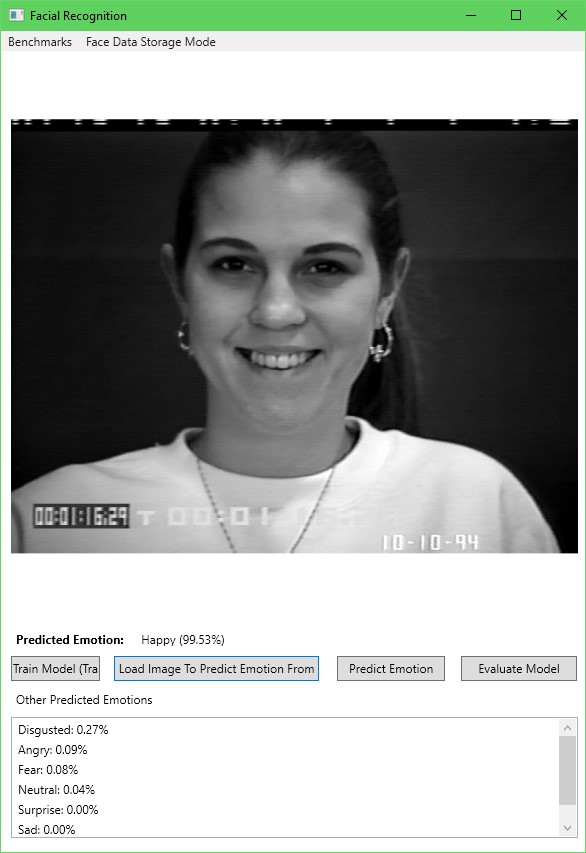 Facial Recognition
Benchmarks Face Data Storage Mode
00:01:16:29 T 00:01
10-10-94
Predicted Emotion: Happy (99.53%)
Train Model (Tra Load Image To Predict Emotion From Predict Emotion Evaluate Model
Other Predicted Emotions
Disgusted: 0.27%
Angry: 0.09%
Fear: 0.08%
Neutral: 0.04%
Surprise: 0.00%
Sad: 0.00%